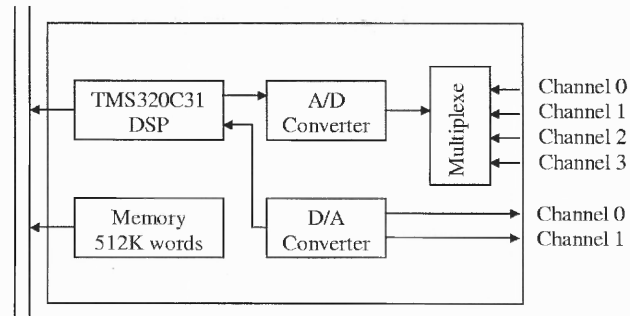 TMS320C31
DSP
A/D
Converter
Multiplexe
Channel 0
Channel 1
Channel 2
Channel 3
Memory
512K words
D/A
Converter
Channel 0
Channel 1